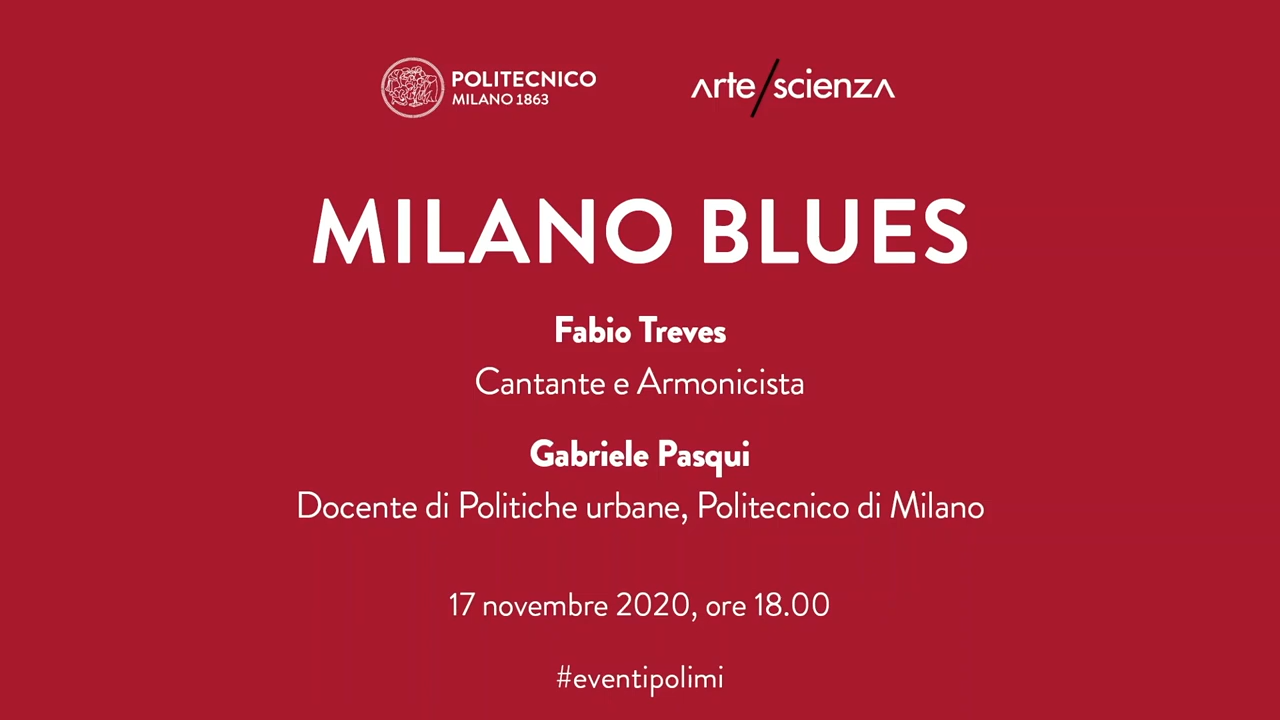 POLITECNICO
MILANO 1863
Arte/scienzA
MILANO BLUES
Fabio Treves
Cantante e Armonicista
Gabriele Pasqui
Docente di Politiche urbane, Politecnico di Milano
17 novembre 2020, ore 18.00
#eventipolimi